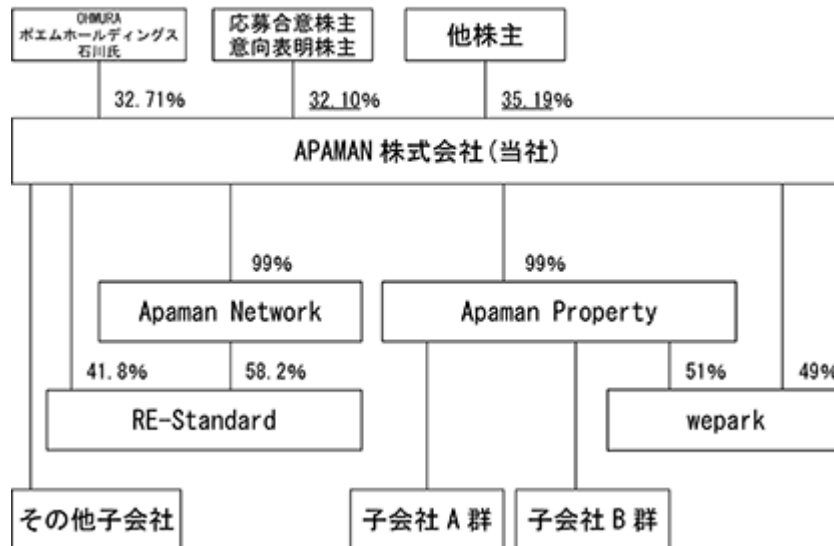 OHMURA
ポエムホールディングス
石川氏
応募合意株主
意向表明株主
他株主
32.71%
32.10%
35.19%
APAMAN 株式会社(当社)
99%
99%
Apaman Network
Apaman Property
41.8%
58.2%
51%
49%
RE-Standard
wepark
その他子会社
子会社 A 群
子会社 B 群